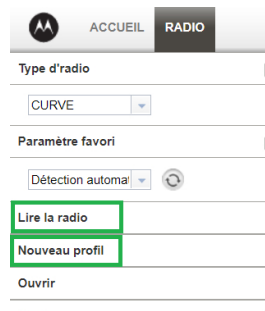 ACCUEIL RADIO
Type d'radio
CURVE
Paramètre favori
Détection automat
Lire la radio
Nouveau profil
Ouvrir